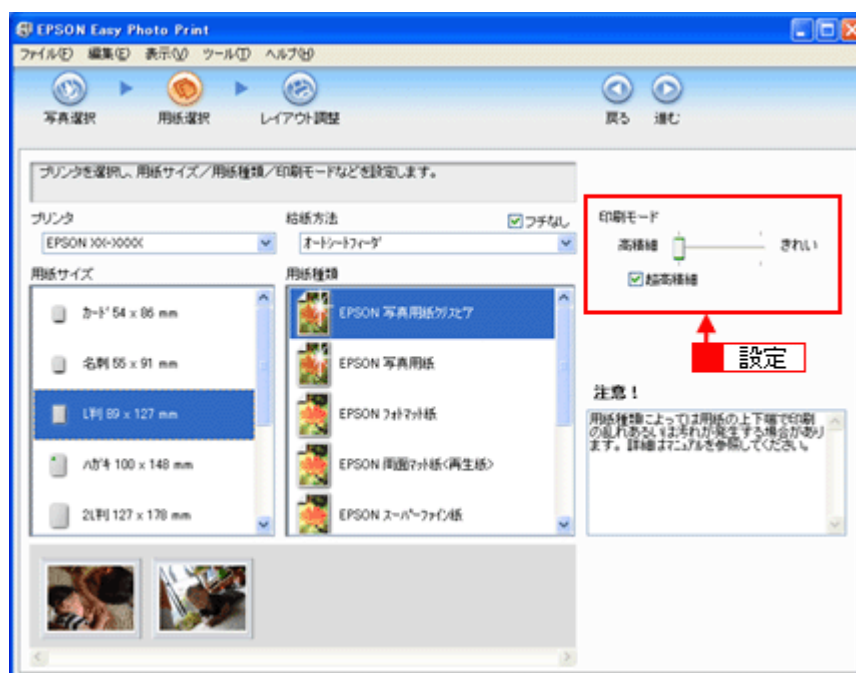 EPSON Easy Photo Print
ファイル(F) 編集(E) 表示(V) ツール(T) ヘルプ(H)
写真選択 用紙選択 レイアウト調整 戻る 進む
プリンタを選択し、用紙サイズ/用紙種類/印刷モードなどを設定します。
プリンタ 給紙方法 フチなし
EPSON XX-XXXX オートシートフィーダ
用紙サイズ 用紙種類
カード 54 x 86 mm
名刺 55 x 91 mm
L判 89 x 127 mm
ハガキ 100 x 148 mm
2L判 127 x 178 mm
EPSON 写真用紙クリスピア
EPSON 写真用紙
EPSON フォトマット紙
EPSON 両面マット紙<再生紙>
EPSON スーパーファイン紙
印刷モード
高精細 きれい
超高精細
設定
注意!
用紙種類によっては用紙の上下端で印刷
の乱れあるいは汚れが発生する場合があり
ます。詳細はマニュアルを参照してください。